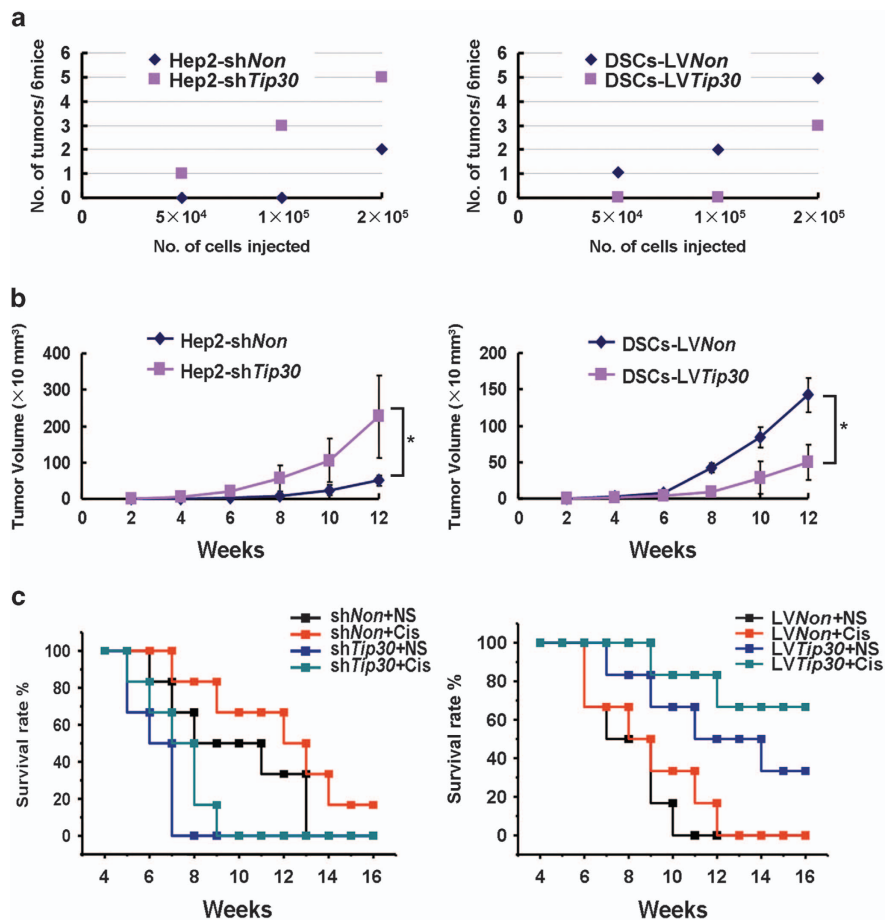 a
No. of tumors/ 6mice
6
5
4
3
2
1
0
Hep2-shNon
Hep2-shTip30
0
5×10⁴
1×10⁵
2×10⁵
No. of cells injected
No. of tumors/ 6mice
6
5
4
3
2
1
0
DSCs-LVNon
DSCs-LVTip30
0
5×10⁴
1×10⁵
2×10⁵
No. of cells injected
b
Tumor Volume (×10 mm³)
400
300
200
100
0
Hep2-shNon
Hep2-shTip30
*
0 2 4 6 8 10 12
Weeks
Tumor Volume (×10 mm³)
200
150
100
50
0
DSCs-LVNon
DSCs-LVTip30
*
0 2 4 6 8 10 12
Weeks
c
Survival rate %
shNon+NS
shNon+Cis
shTip30+NS
shTip30+Cis
100
80
60
40
20
0
4 6 8 10 12 14 16
Weeks
Survival rate %
LVNon+NS
LVNon+Cis
LVTip30+NS
LVTip30+Cis
100
80
60
40
20
0
4 6 8 10 12 14 16
Weeks